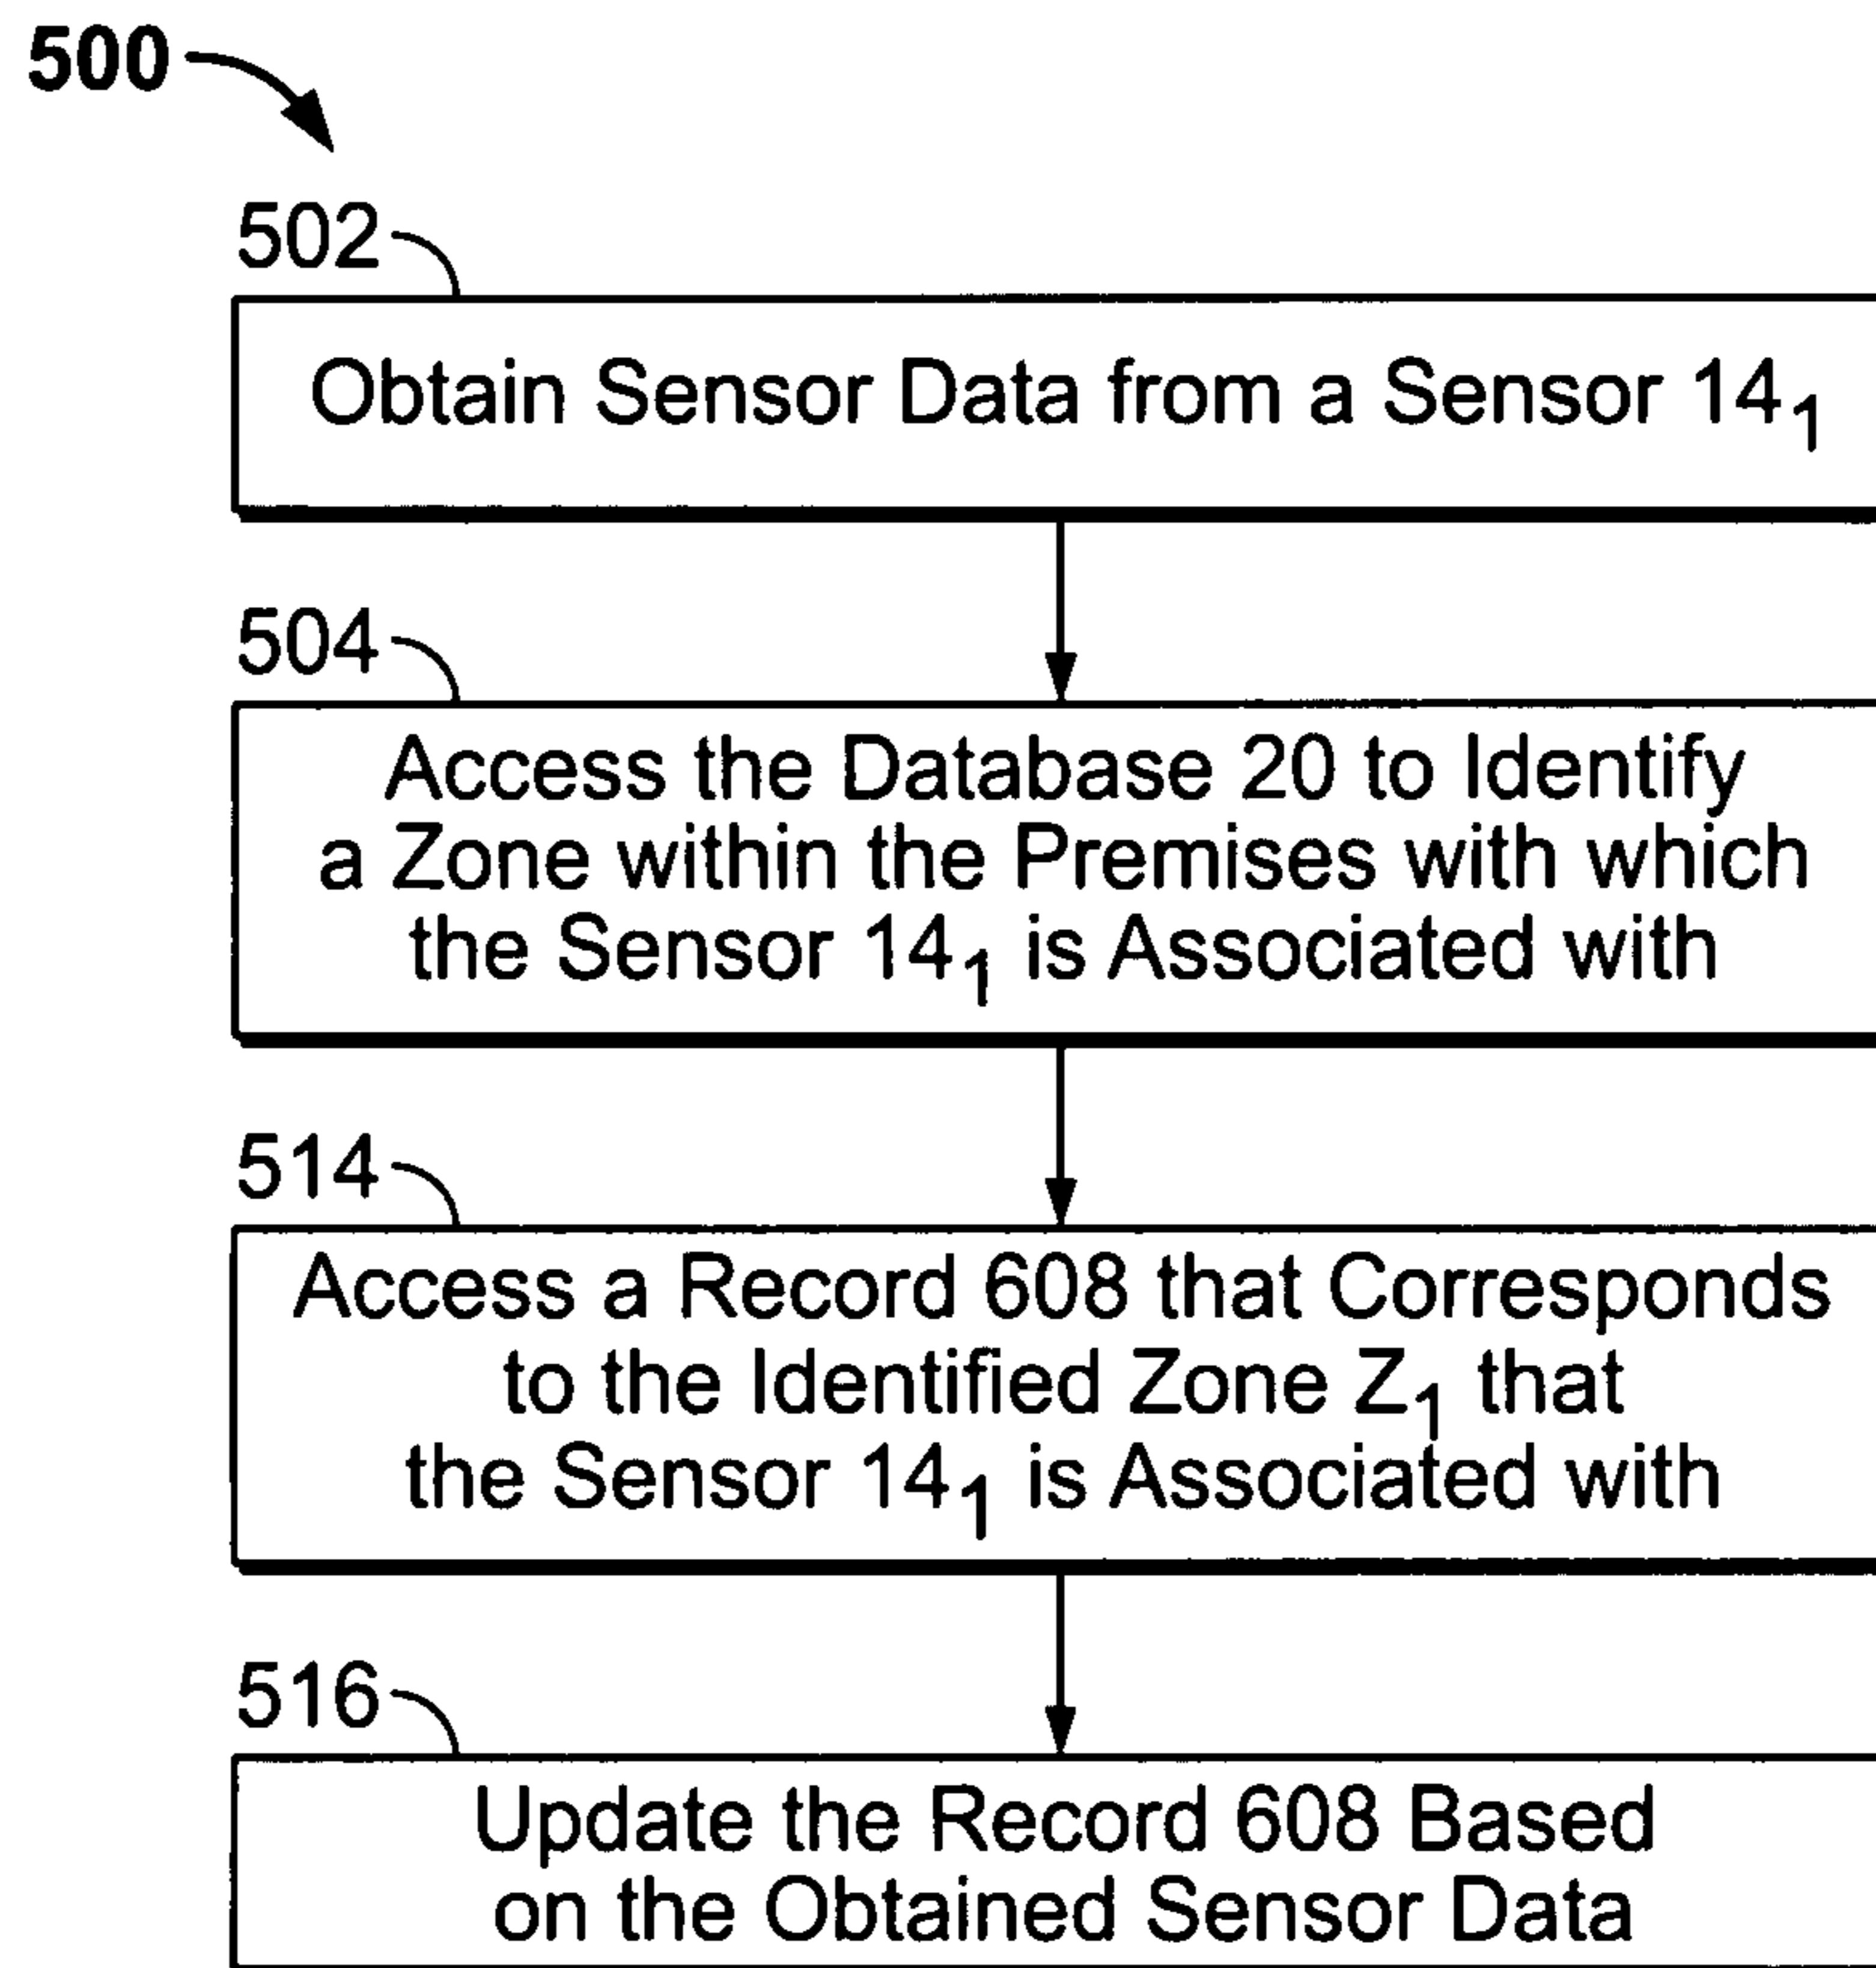 500
502
Obtain Sensor Data from a Sensor 14₁
504
Access the Database 20 to Identify
a Zone within the Premises with which
the Sensor 14₁ is Associated with
514
Access a Record 608 that Corresponds
to the Identified Zone Z₁ that
the Sensor 14₁ is Associated with
516
Update the Record 608 Based
on the Obtained Sensor Data